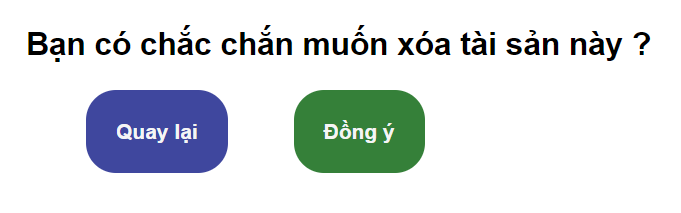 Bạn có chắc chắn muốn xóa tài sản này ?
Quay lại
Đồng ý